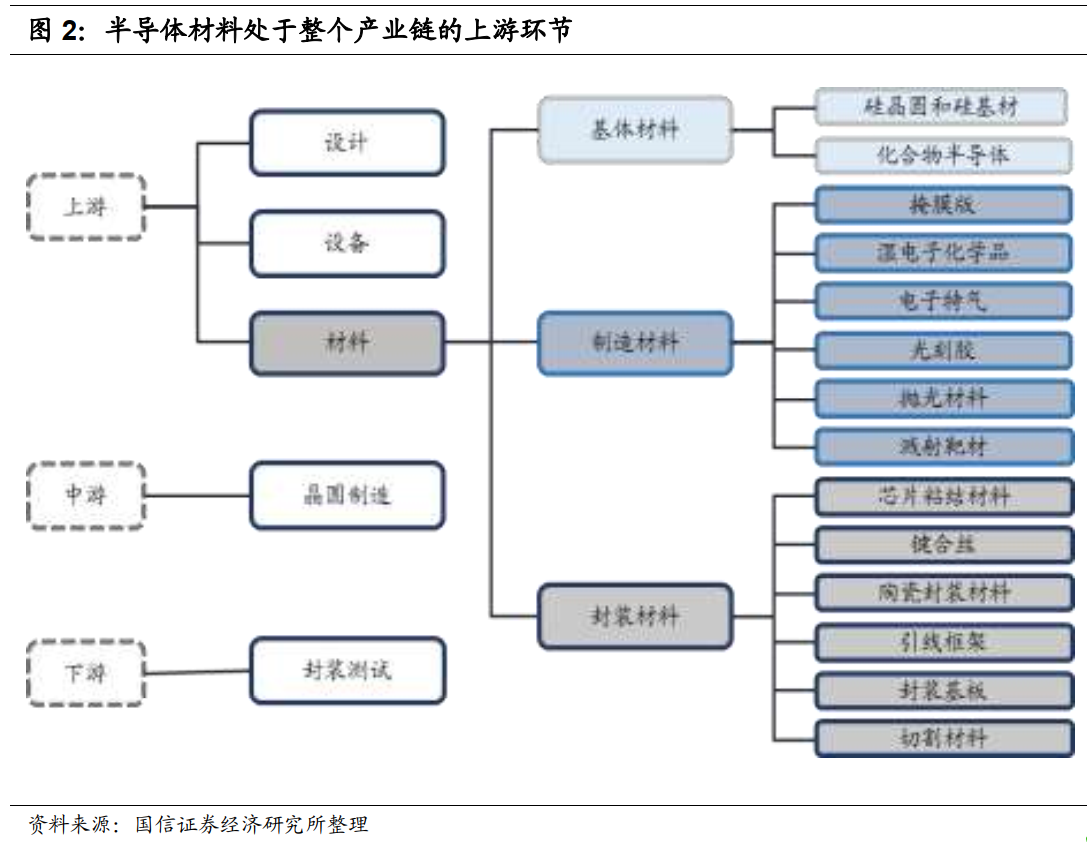 图 2：半导体材料处于整个产业链的上游环节
上游
设计
设备
材料
基体材料
硅晶圆和硅基材
化合物半导体
制造材料
掩膜版
湿电子化学品
电子特气
光刻胶
抛光材料
溅射靶材
封装材料
芯片粘结材料
键合丝
陶瓷封装材料
引线框架
封装基板
切割材料
中游
晶圆制造
下游
封装测试
资料来源：国信证券经济研究所整理